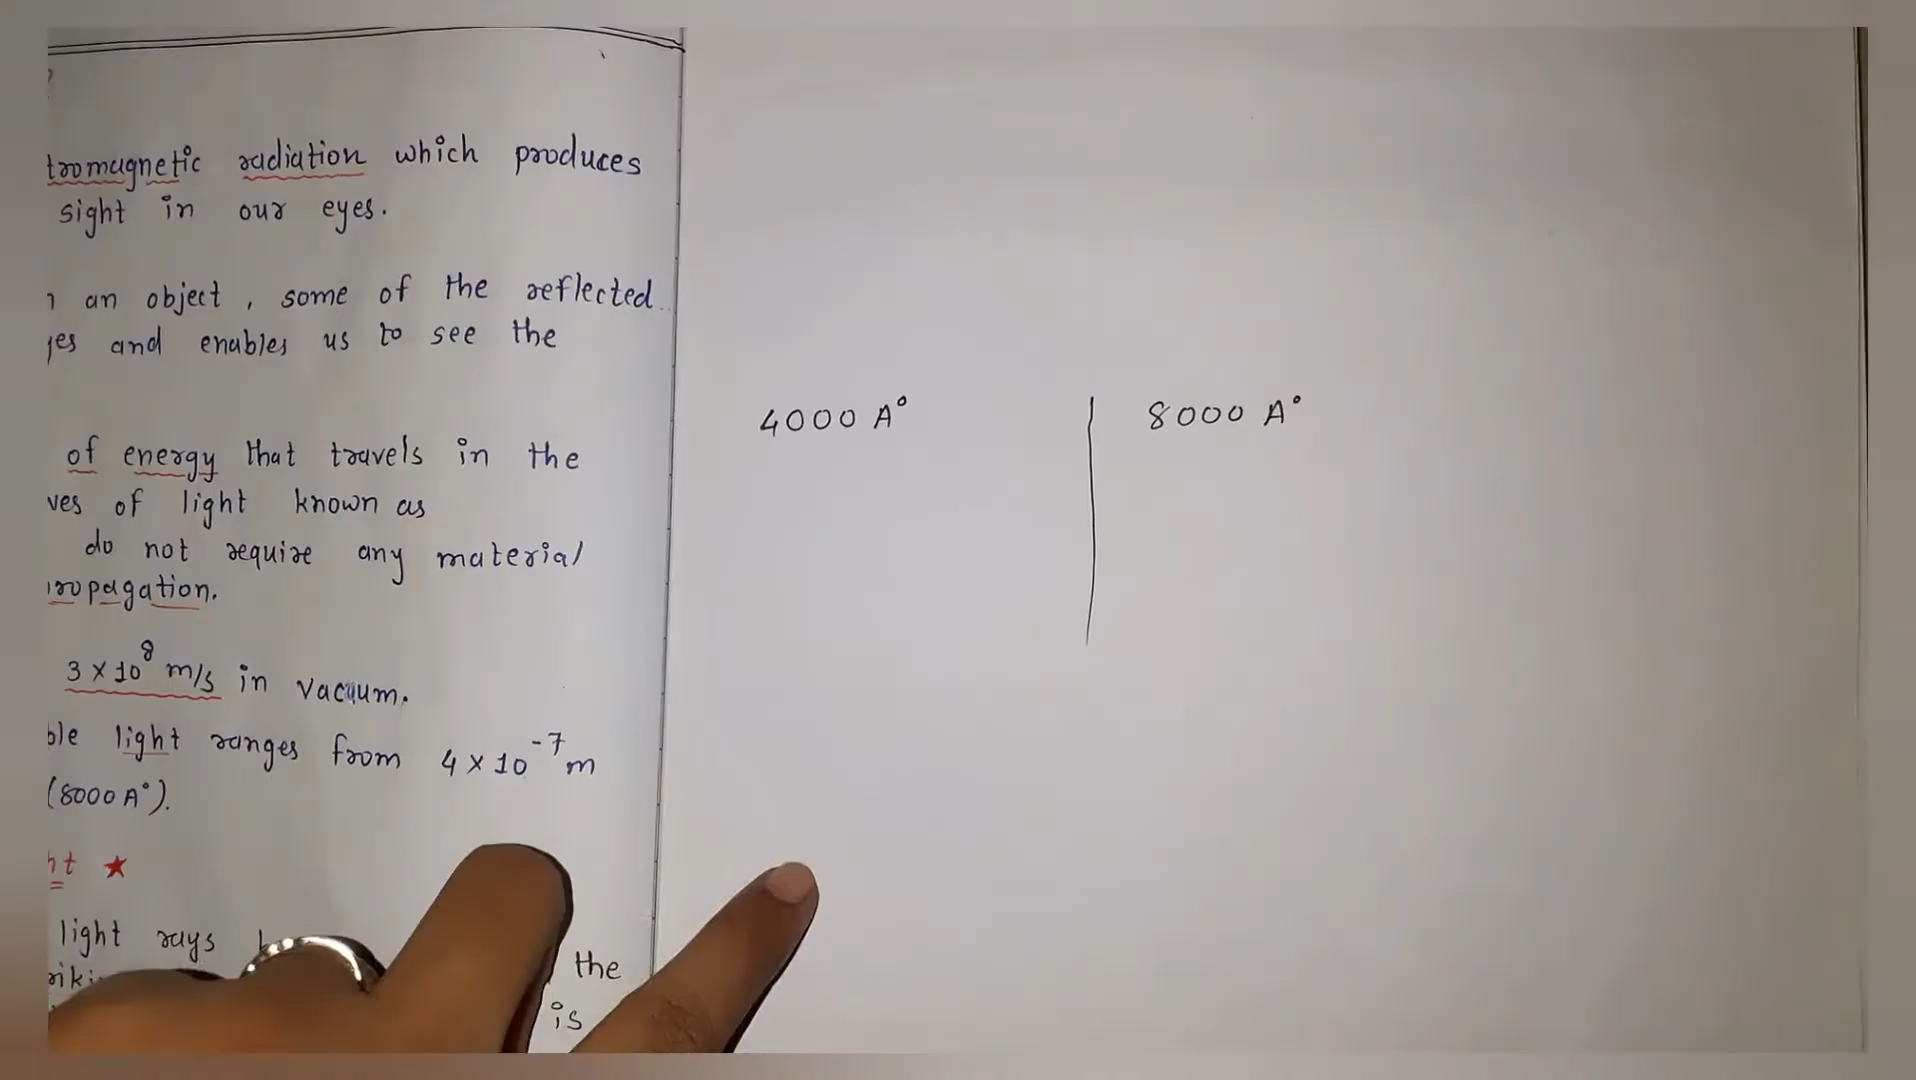 tromagnetic radiation which produces
sight in our eyes.
an object, some of the reflected
yes and enables us to see the
of energy that travels in the
ves of light known as
do not require any material
propagation.
3 × 10⁸ m/s in vacuum.
ble light ranges from 4 × 10⁻⁷ m
(8000 A°).
ht ★
light rays
the
is
4000 A°
8000 A°